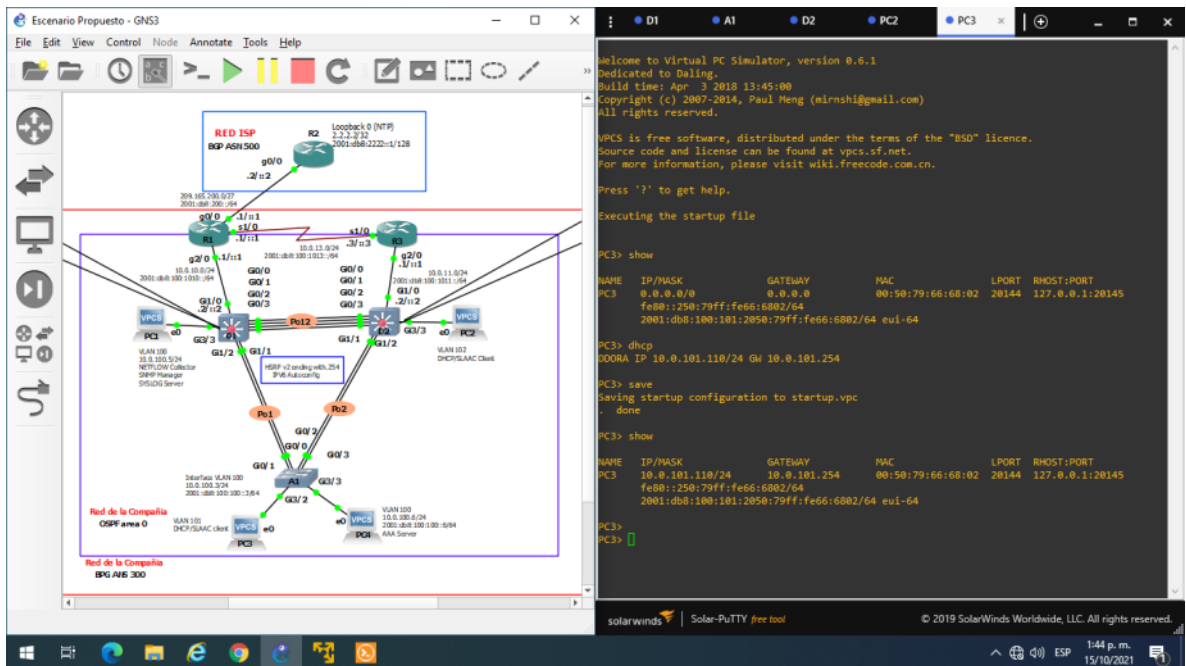 Escenario Propuesto - GNS3
File Edit View Control Node Annotate Tools Help
RED ISP
BGP ASN 500
R2
Loopback 0 (NTP)
2.2.2.2/32
2001:db8:2222::1/128
g0/0
.2/::2
209.165.200.0/27
2001:db8:200::/64
g0/0 .1/::1
s1/0
.1/::1
R1
10.0.13.0/24
2001:db8:100:1013::/64
s1/0
.3/::3
R3
g2/0 .1/::1
10.0.10.0/24
2001:db8:100:1010::/64
g2/0
.1/::1
10.0.11.0/24
2001:db8:100:1011::/64
G0/0
G0/1
G0/2
G0/3
G0/0
G0/1
G0/2
G0/3
G1/0
.2/::2
G1/0
.2/::2
VPCS
PC1
e0
G3/3
D1
Po12
D2
G3/3
e0
VPCS
PC2
G1/2
G1/1
G1/1
G1/2
VLAN 100
10.0.100.5/24
NETFLOW Collector
SNMP Manager
SYSLOG Server
VLAN 102
DHCP/SLAAC Client
HSRP v2 ending with .254
IPV6 Autoconfig
Po1
Po2
G0/2
G0/0
G0/1
G0/3
A1
G3/3
G3/2
Interface VLAN 100
10.0.100.3/24
2001:db8:100:100::3/64
Red de la Compañia
OSPF area 0
VLAN 101
DHCP/SLAAC client
VPCS
PC3
e0
e0
VPCS
PC4
VLAN 100
10.0.100.6/24
2001:db8:100:100::6/64
AAA Server
Red de la Compañia
BPG ANS 300
D1 A1 D2 PC2 PC3
Welcome to Virtual PC Simulator, version 0.6.1
Dedicated to Daling.
Build time: Apr 3 2018 13:45:00
Copyright (c) 2007-2014, Paul Meng (mirnshi@gmail.com)
All rights reserved.
VPCS is free software, distributed under the terms of the "BSD" licence.
Source code and license can be found at vpcs.sf.net.
For more information, please visit wiki.freecode.com.cn.
Press '?' to get help.
Executing the startup file
PC3> show
NAME IP/MASK GATEWAY MAC LPORT RHOST:PORT
PC3 0.0.0.0/0 0.0.0.0 00:50:79:66:68:02 20144 127.0.0.1:20145
fe80::250:79ff:fe66:6802/64
2001:db8:100:101:2050:79ff:fe66:6802/64 eui-64
PC3> dhcp
DDORA IP 10.0.101.110/24 GW 10.0.101.254
PC3> save
Saving startup configuration to startup.vpc
. done
PC3> show
NAME IP/MASK GATEWAY MAC LPORT RHOST:PORT
PC3 10.0.101.110/24 10.0.101.254 00:50:79:66:68:02 20144 127.0.0.1:20145
fe80::250:79ff:fe66:6802/64
2001:db8:100:101:2050:79ff:fe66:6802/64 eui-64
PC3>
PC3>
solarwinds Solar-PuTTY free tool © 2019 SolarWinds Worldwide, LLC. All rights reserved.
ESP
1:44 p. m.
15/10/2021